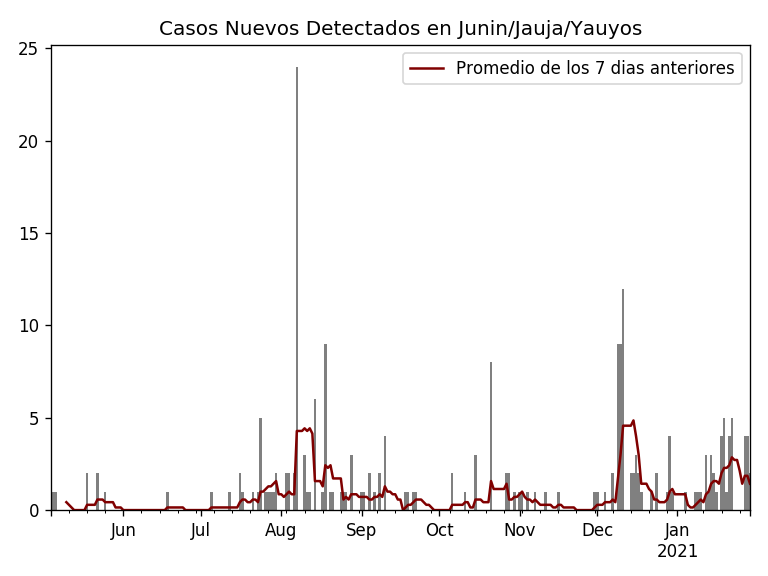 Casos Nuevos Detectados en Junin/Jauja/Yauyos
Promedio de los 7 dias anteriores
25
20
15
10
5
0
Jun Jul Aug Sep Oct Nov Dec Jan
2021